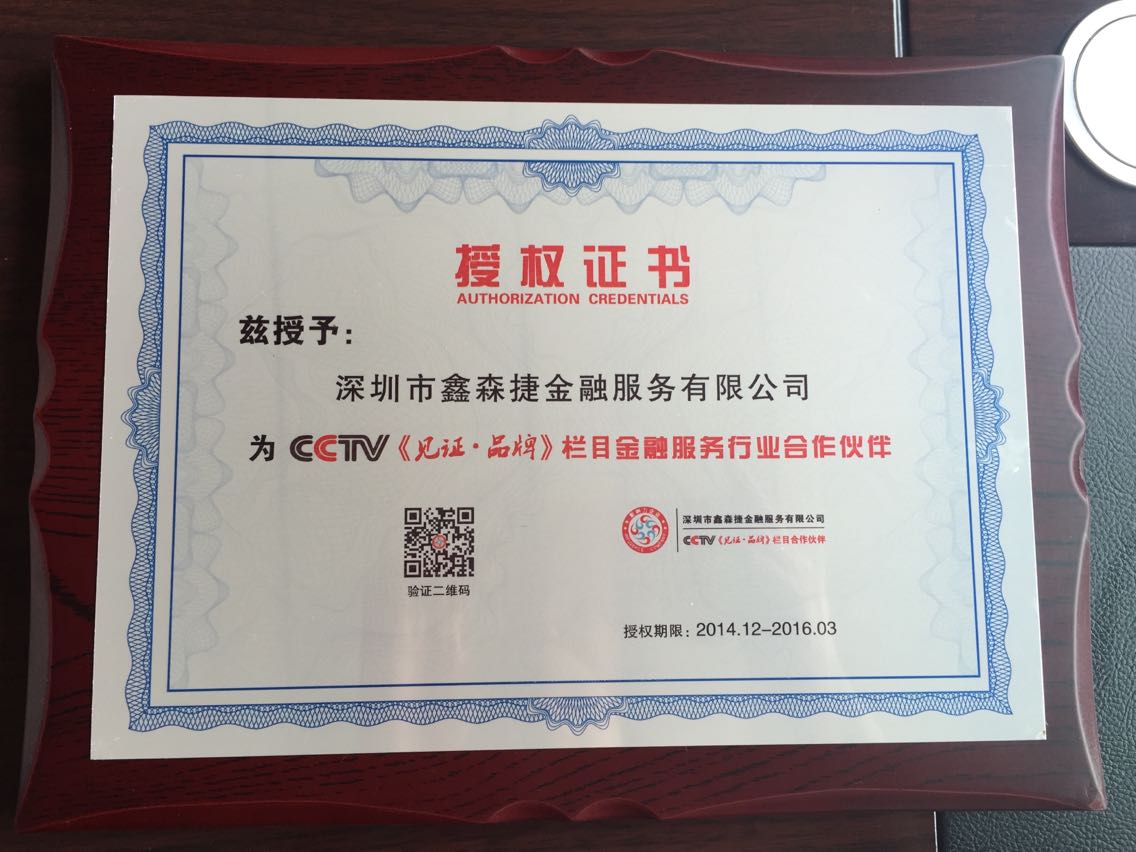 授权证书
AUTHORIZATION CREDENTIALS
兹授予：
深圳市鑫森捷金融服务有限公司
为 CCTV《见证·品牌》栏目金融服务行业合作伙伴
深圳市鑫森捷金融服务有限公司
CCTV《见证·品牌》栏目合作伙伴
验证二维码
授权期限：2014.12–2016.03